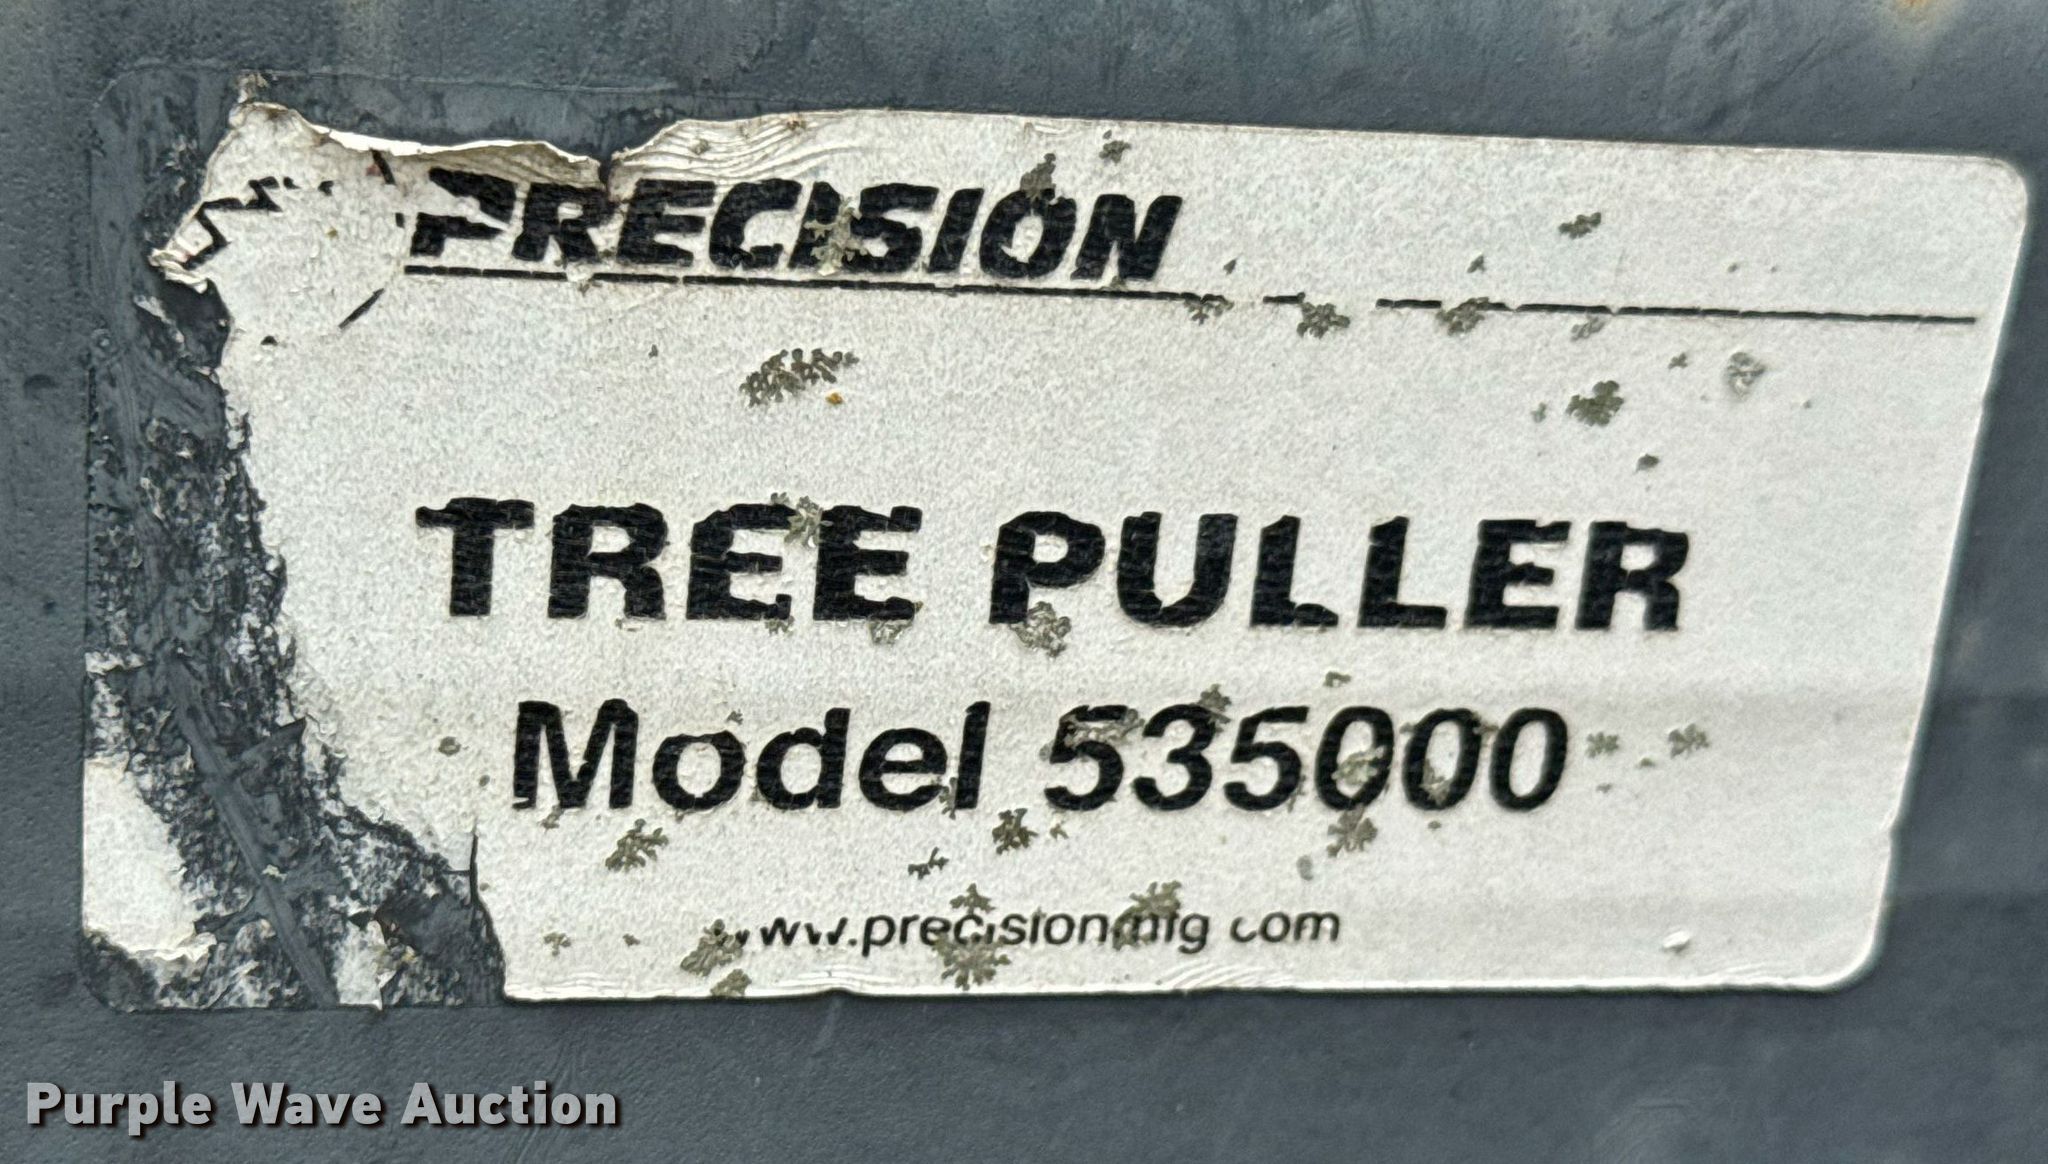 PRECISION
TREE PULLER
Model 535000
www.precisionmfg.com
Purple Wave Auction